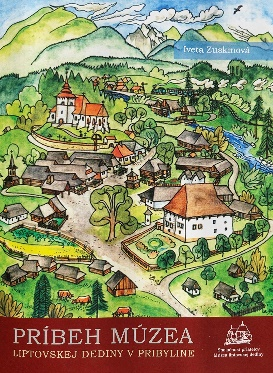 Iveta Zuskinová
PRÍBEH MÚZEA
LIPTOVSKEJ DEDINY V PRIBYLINE